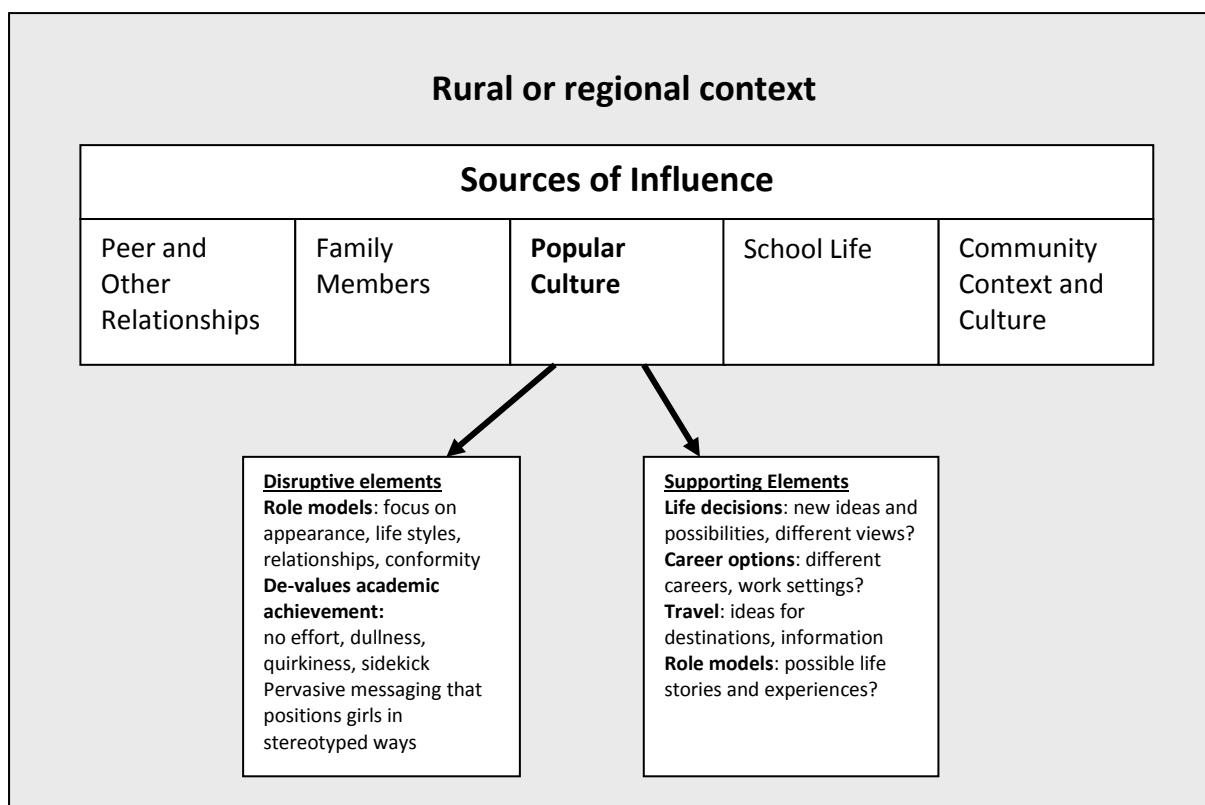 Rural or regional context
Sources of Influence
Peer and
Other
Relationships
Family
Members
Popular
Culture
School Life
Community
Context and
Culture
Disruptive elements
Role models: focus on
appearance, life styles,
relationships, conformity
De-values academic
achievement:
no effort, dullness,
quirkiness, sidekick
Pervasive messaging that
positions girls in
stereotyped ways
Supporting Elements
Life decisions: new ideas and
possibilities, different views?
Career options: different
careers, work settings?
Travel: ideas for
destinations, information
Role models: possible life
stories and experiences?